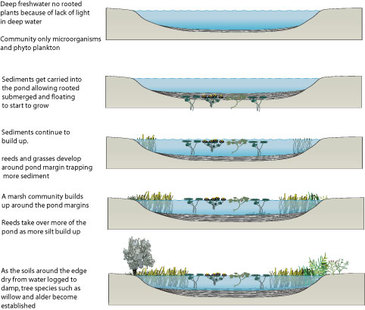 Deep freshwater no rooted
plants because of lack of light
in deep water
Community only microorganisms
and phyto plankton
Sediments get carried into
the pond allowing rooted
submerged and floating
to start to grow
Sediments continue to
build up.
reeds and grasses develop
around pond margin trapping
more sediment
A marsh community builds
up around the pond margins
Reeds take over more of the
pond as more silt build up
As the soils around the edge
dry from water logged to
damp, tree species such as
willow and alder become
established